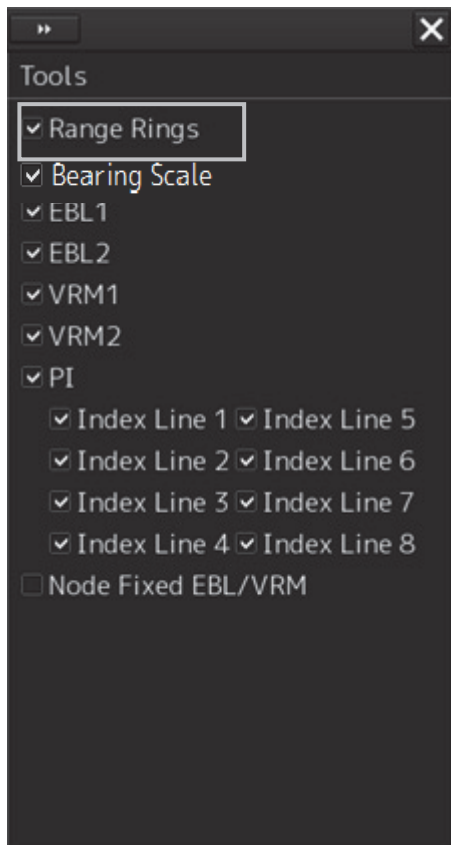 Tools
Range Rings
Bearing Scale
EBL1
EBL2
VRM1
VRM2
PI
Index Line 1 Index Line 5
Index Line 2 Index Line 6
Index Line 3 Index Line 7
Index Line 4 Index Line 8
Node Fixed EBL/VRM